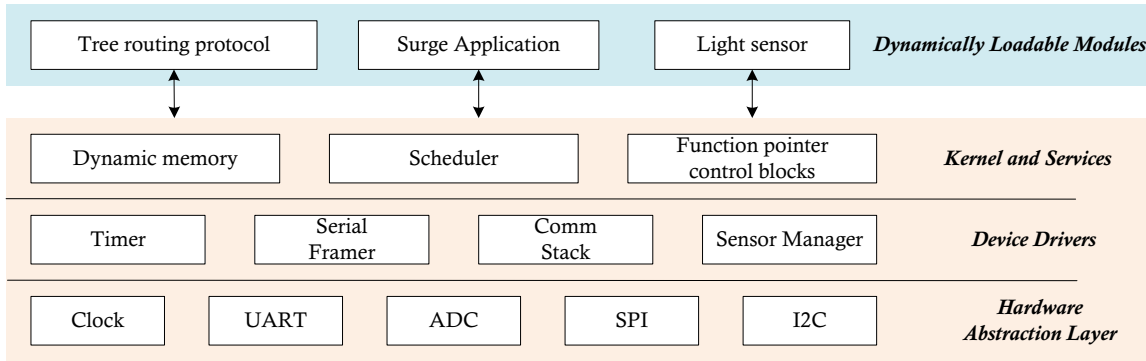 Tree routing protocol
Surge Application
Light sensor
Dynamically Loadable Modules
Dynamic memory
Scheduler
Function pointer
control blocks
Kernel and Services
Timer
Serial
Framer
Comm
Stack
Sensor Manager
Device Drivers
Clock
UART
ADC
SPI
I2C
Hardware
Abstraction Layer